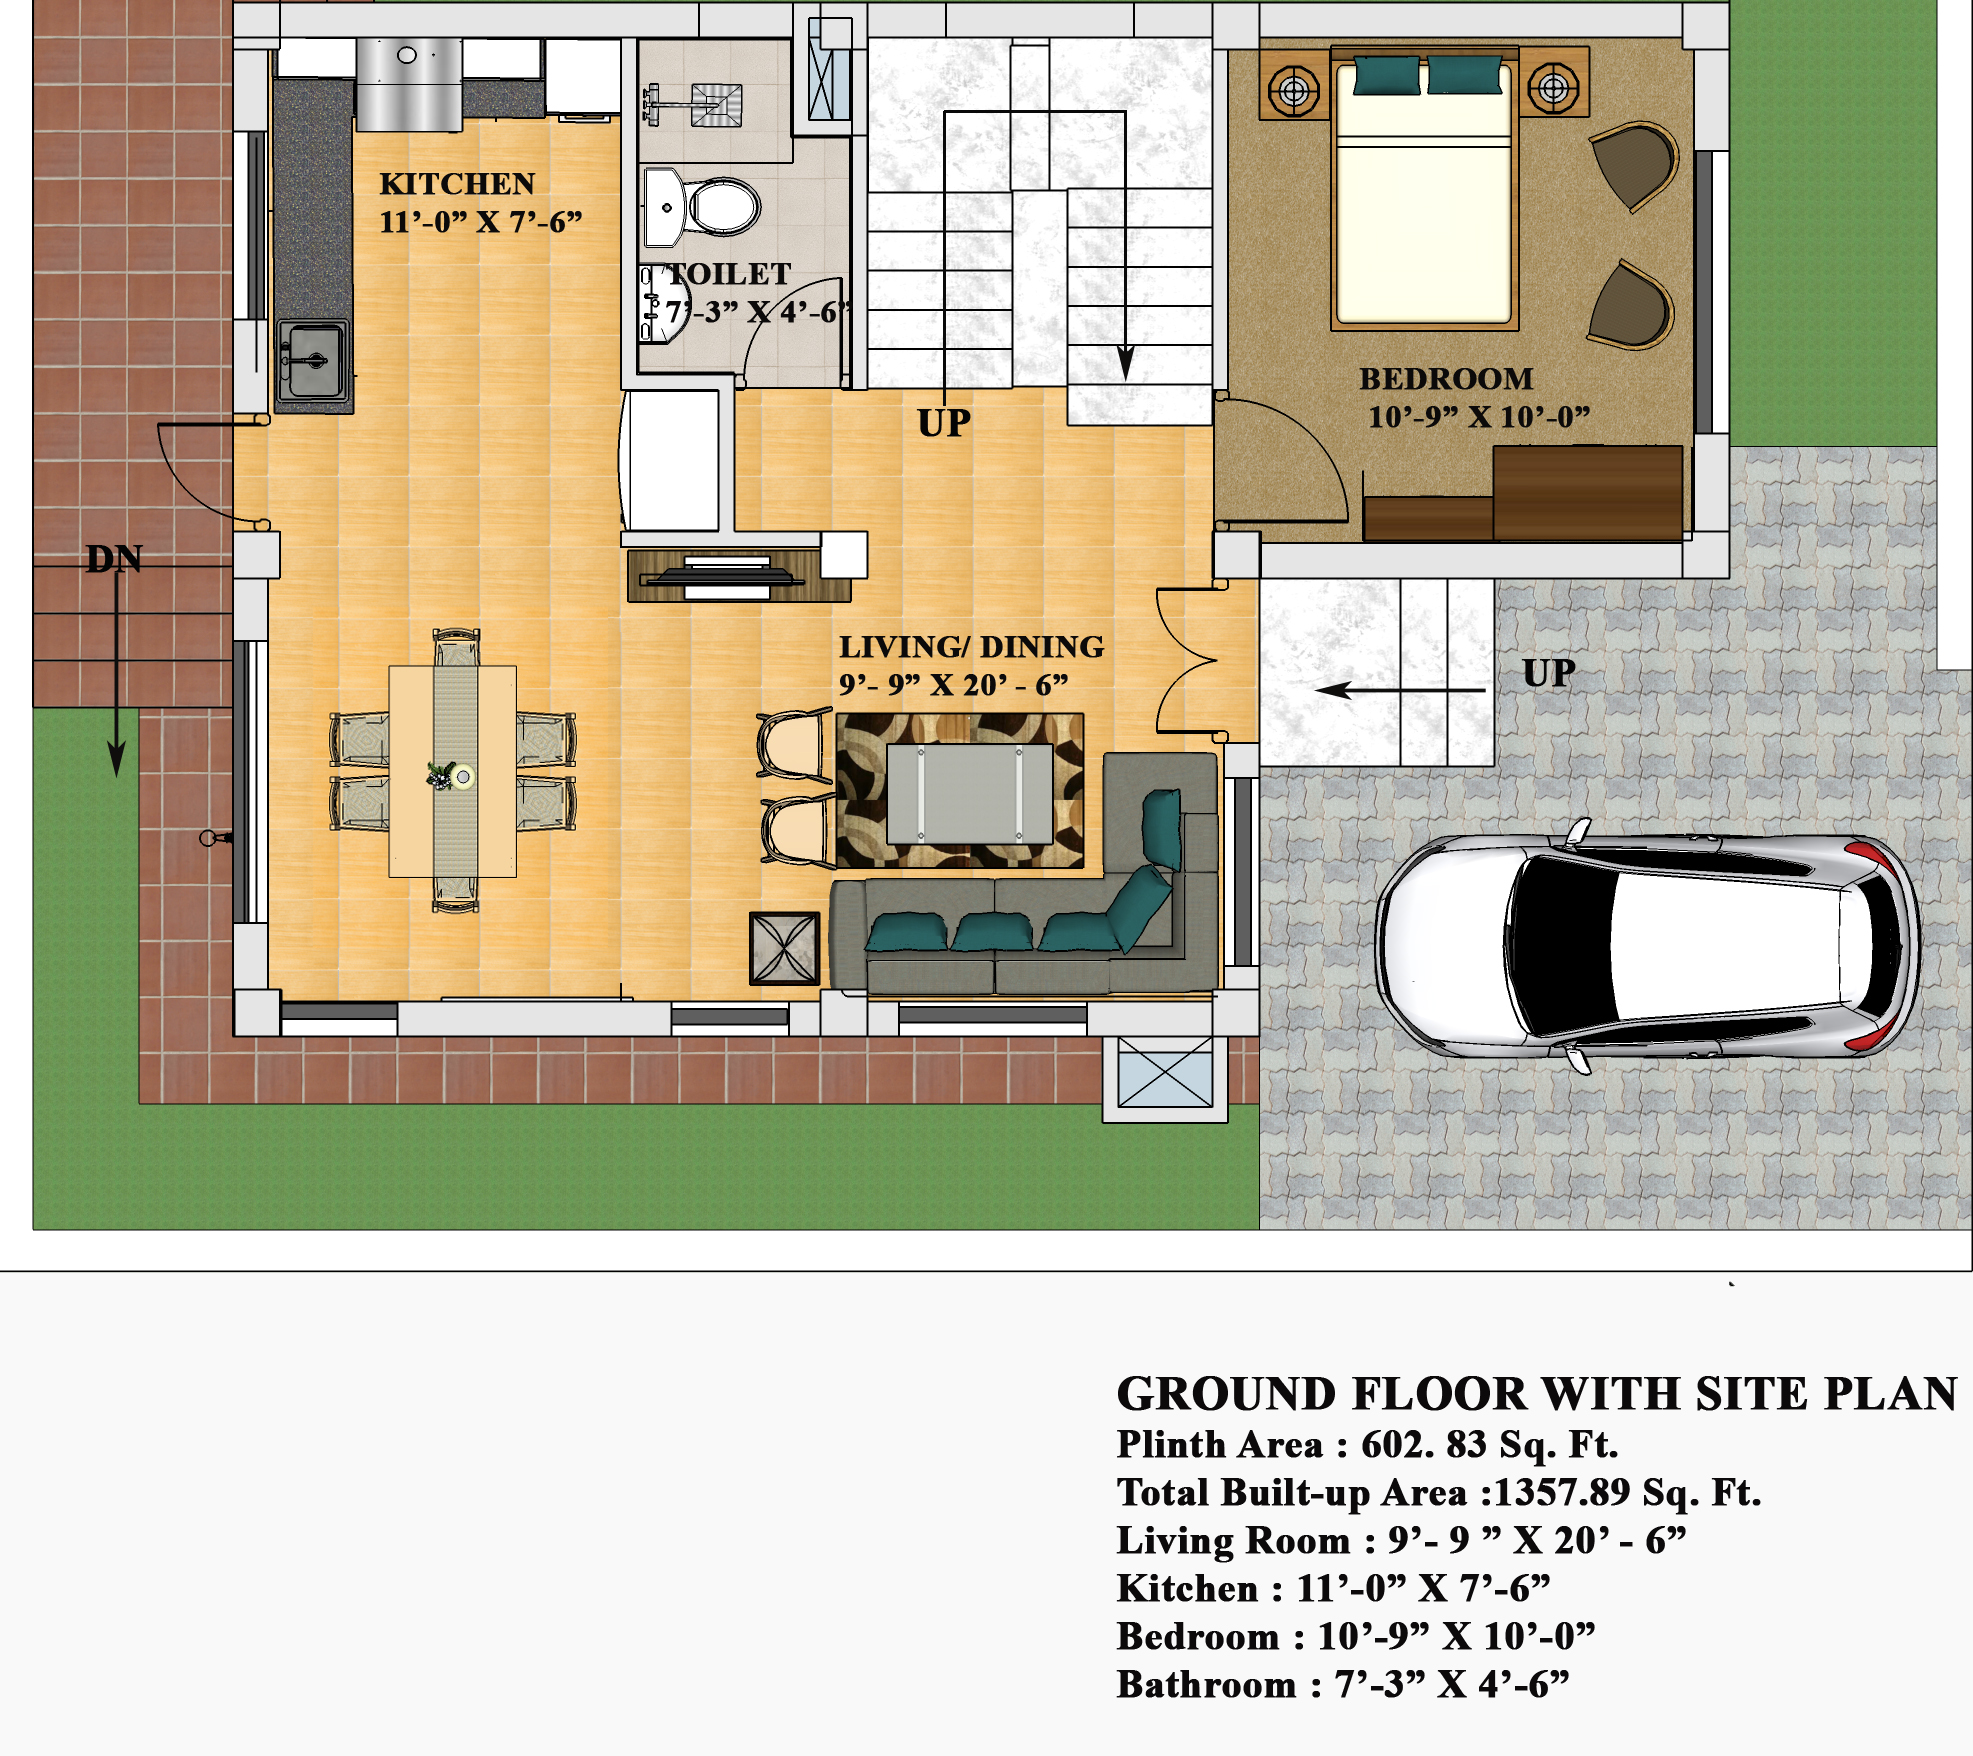 KITCHEN
11’-0” X 7’-6”
TOILET
7’-3” X 4’-6”
BEDROOM
10’-9” X 10’-0”
UP
DN
LIVING/ DINING
9’- 9” X 20’ - 6”
UP
GROUND FLOOR WITH SITE PLAN
Plinth Area : 602. 83 Sq. Ft.
Total Built-up Area :1357.89 Sq. Ft.
Living Room : 9’- 9 ” X 20’ - 6”
Kitchen : 11’-0” X 7’-6”
Bedroom : 10’-9” X 10’-0”
Bathroom : 7’-3” X 4’-6”